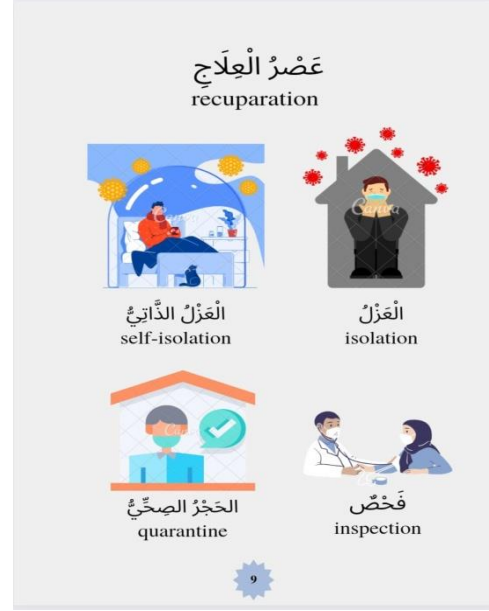 عَصْرُ الْعِلَاجِ
recuparation
الْعَزْلُ الذَّاتِيُّ
self-isolation
الْعَزْلُ
isolation
الحَجْرُ الصِحِّيُّ
quarantine
فَحْصٌ
inspection
9